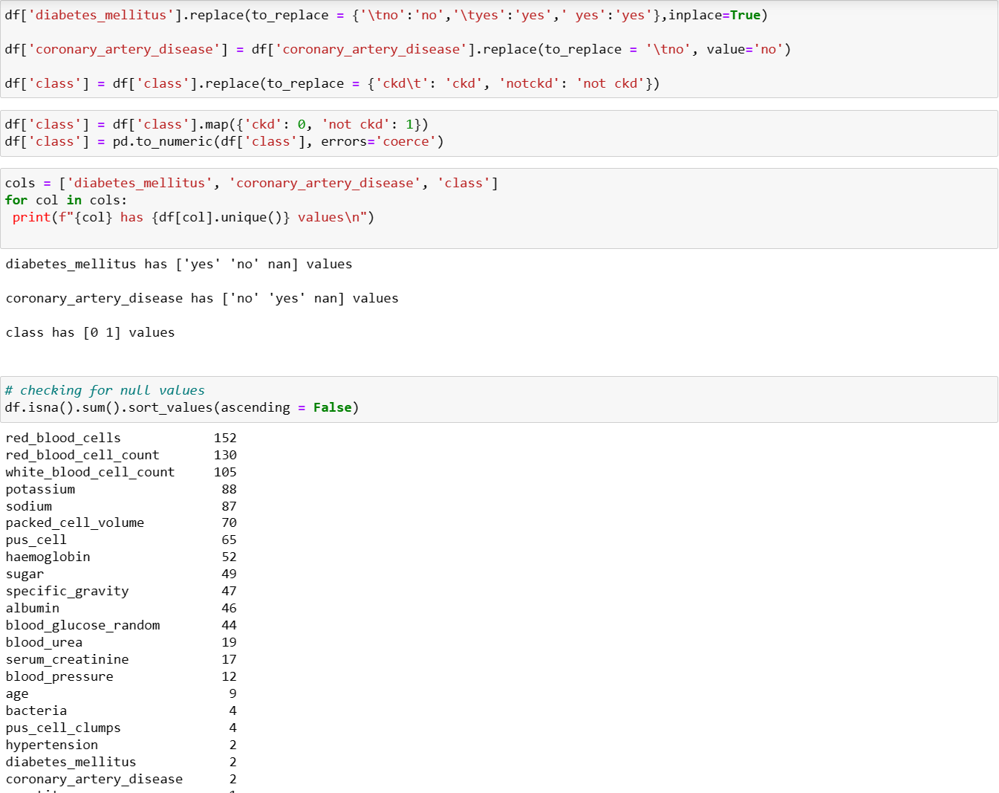 df['diabetes_mellitus'].replace(to_replace = {'\tno':'no','\tyes':'yes',' yes':'yes'},inplace=True)
df['coronary_artery_disease'] = df['coronary_artery_disease'].replace(to_replace = '\tno', value='no')
df['class'] = df['class'].replace(to_replace = {'ckd\t': 'ckd', 'notckd': 'not ckd'})
df['class'] = df['class'].map({'ckd': 0, 'not ckd': 1})
df['class'] = pd.to_numeric(df['class'], errors='coerce')
cols = ['diabetes_mellitus', 'coronary_artery_disease', 'class']
for col in cols:
 print(f"{col} has {df[col].unique()} values\n")
diabetes_mellitus has ['yes' 'no' nan] values
coronary_artery_disease has ['no' 'yes' nan] values
class has [0 1] values
# checking for null values
df.isna().sum().sort_values(ascending = False)
red_blood_cells 152
red_blood_cell_count 130
white_blood_cell_count 105
potassium 88
sodium 87
packed_cell_volume 70
pus_cell 65
haemoglobin 52
sugar 49
specific_gravity 47
albumin 46
blood_glucose_random 44
blood_urea 19
serum_creatinine 17
blood_pressure 12
age 9
bacteria 4
pus_cell_clumps 4
hypertension 2
diabetes_mellitus 2
coronary_artery_disease 2